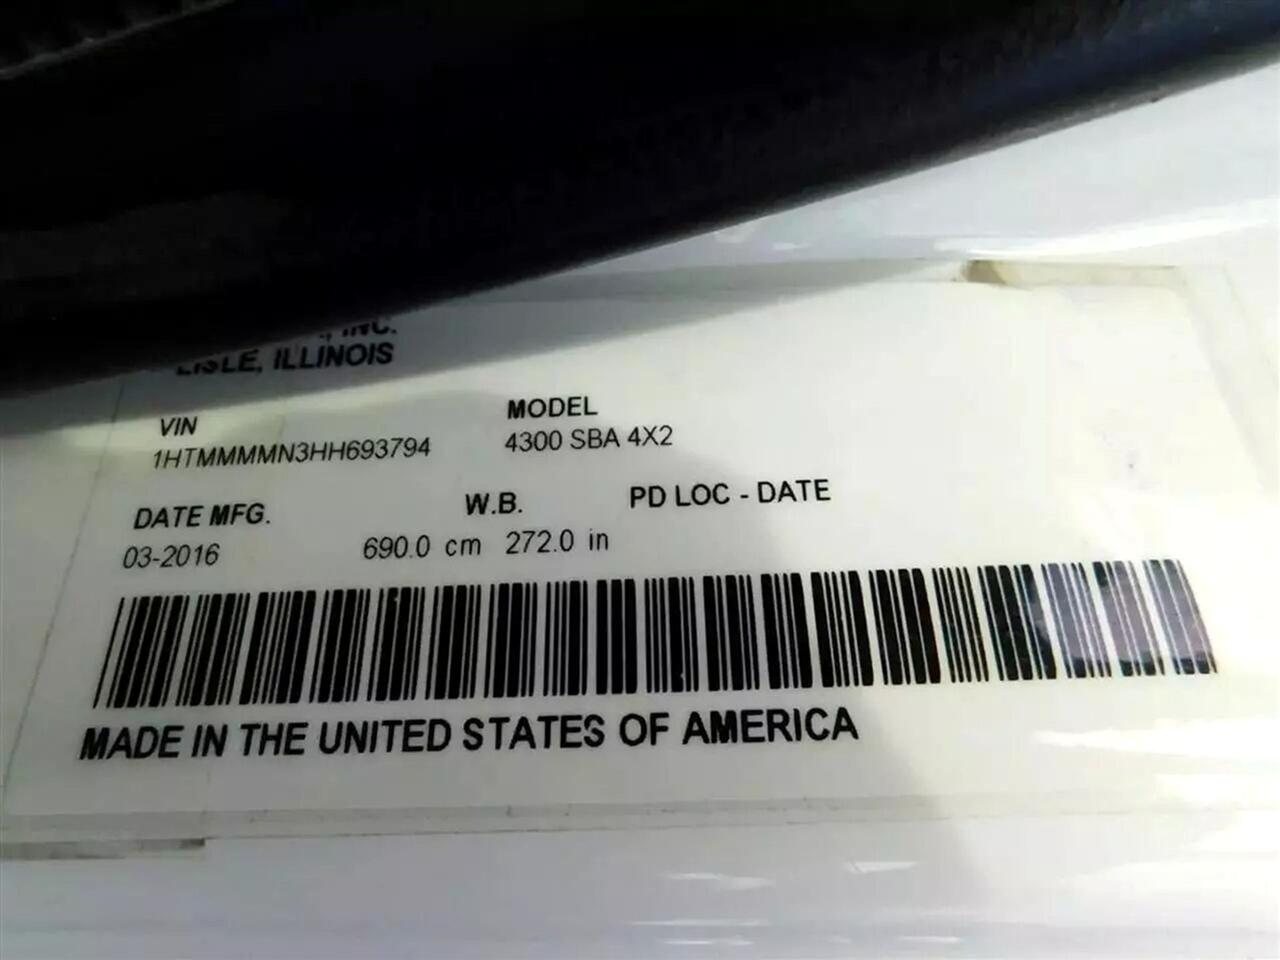 , INC.
LISLE, ILLINOIS
VIN
1HTMMMMN3HH693794
MODEL
4300 SBA 4X2
DATE MFG.
03-2016
W.B.
690.0 cm 272.0 in
PD LOC - DATE
MADE IN THE UNITED STATES OF AMERICA